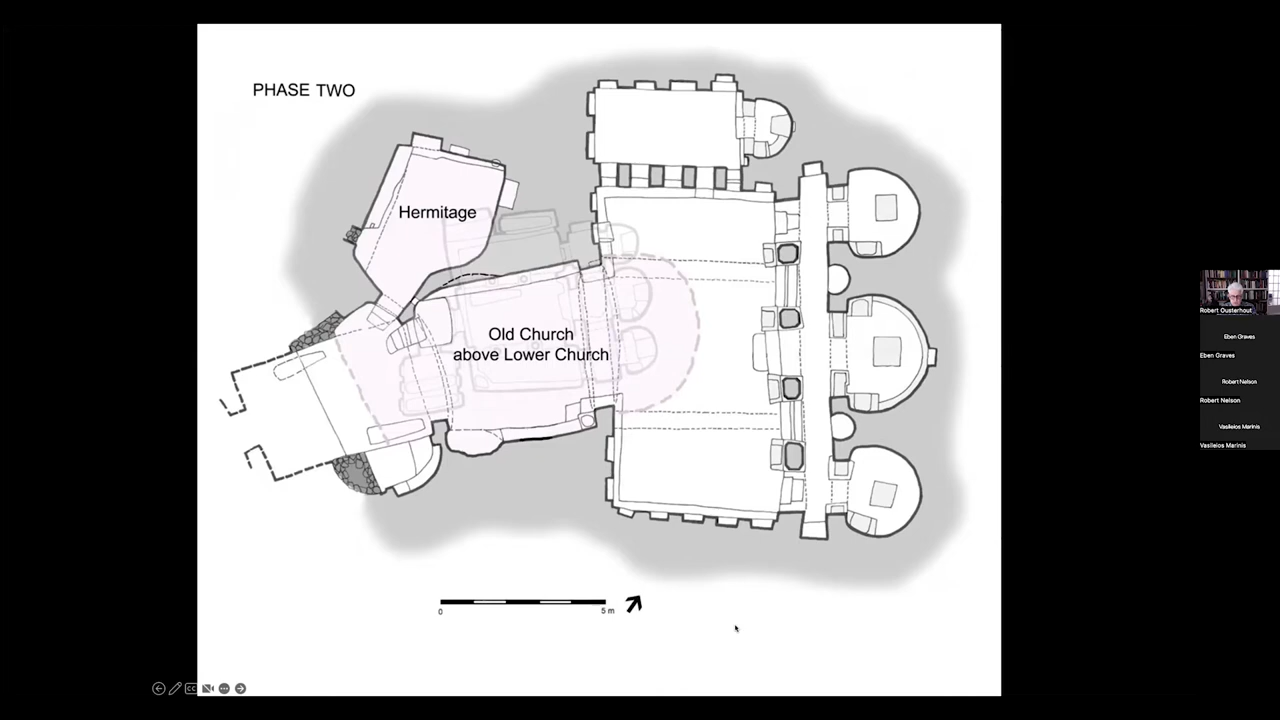 PHASE TWO
Hermitage
Old Church
above Lower Church
0
5 m
CC
Robert Ousterhout
Eben Graves
Eben Graves
Robert Nelson
Robert Nelson
Vasileios Marinis
Vasileios Marinis